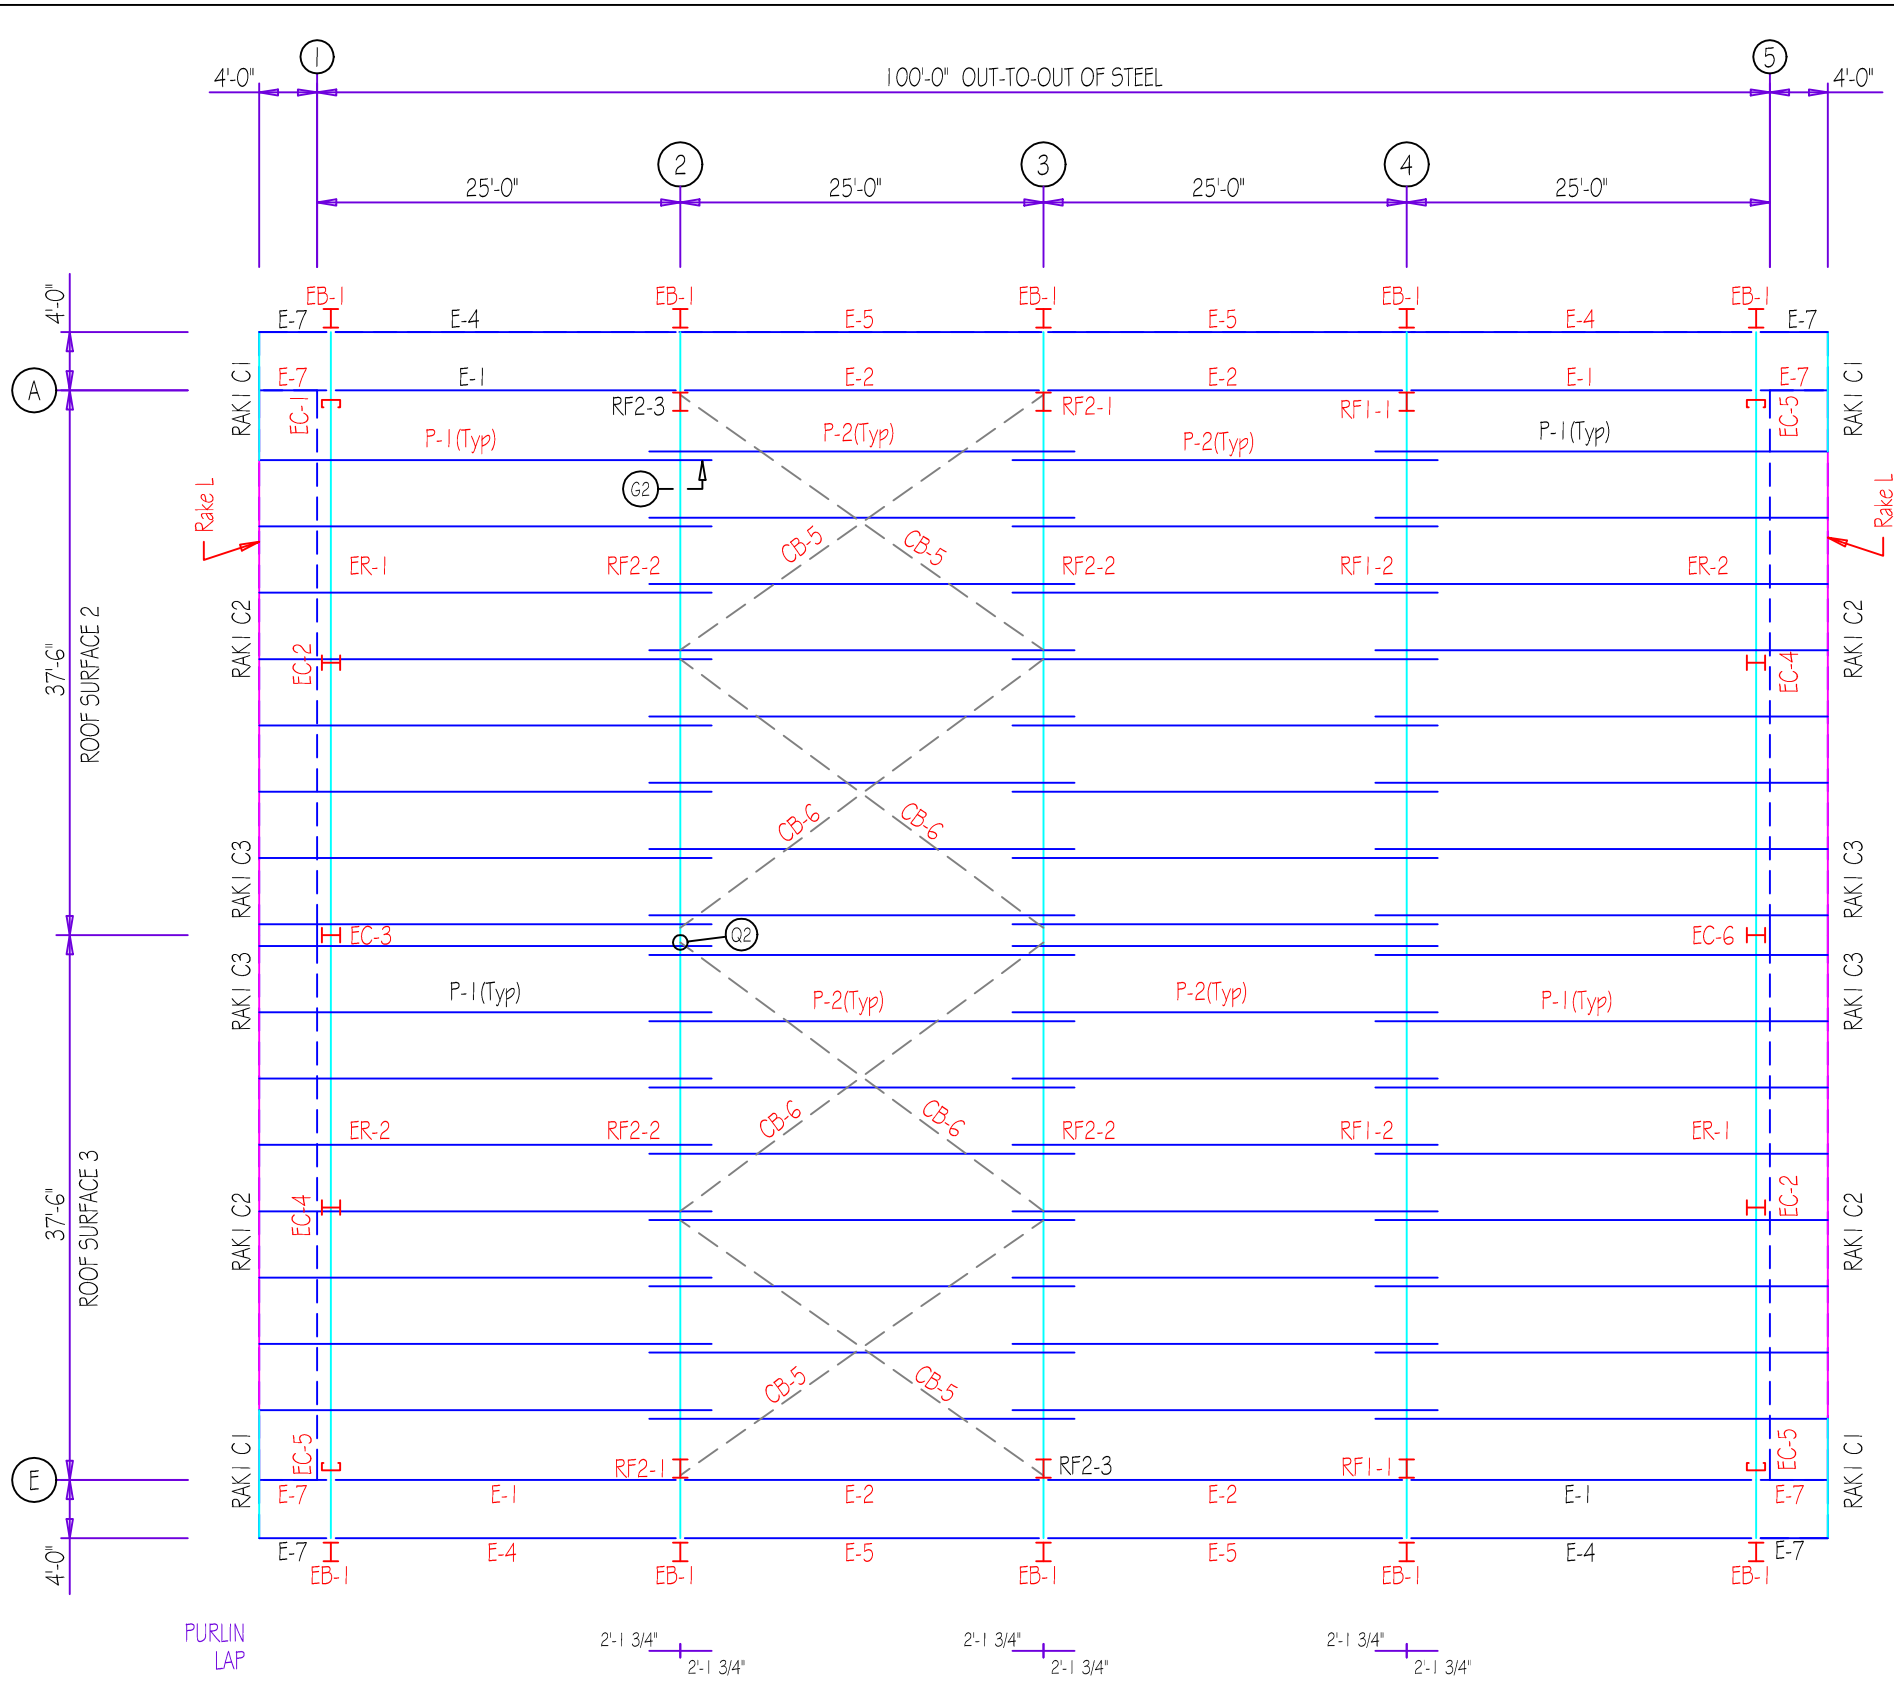 1
5
4'-0"
100'-0" OUT-TO-OUT OF STEEL
4'-0"
2
3
4
25'-0"
25'-0"
25'-0"
25'-0"
4'-0"
EB-1
EB-1
EB-1
EB-1
EB-1
E-7
E-4
E-5
E-5
E-4
E-7
A
RAK1 C1
E-7
E-1
E-2
E-2
E-1
E-7
RAK1 C1
EC-1
RF2-3
RF2-1
RF1-1
EC-5
P-1(Typ)
P-2(Typ)
P-2(Typ)
P-1(Typ)
G2
Rake L
Rake L
CB-5
CB-5
ER-1
RF2-2
RF2-2
RF1-2
ER-2
37'-6"
ROOF SURFACE 2
RAK1 C2
EC-2
EC-4
RAK1 C2
CB-6
CB-6
RAK1 C3
RAK1 C3
EC-3
Q2
EC-6
RAK1 C3
RAK1 C3
P-1(Typ)
P-2(Typ)
P-2(Typ)
P-1(Typ)
CB-6
CB-6
ER-2
RF2-2
RF2-2
RF1-2
ER-1
37'-6"
ROOF SURFACE 3
RAK1 C2
EC-4
EC-2
RAK1 C2
CB-5
CB-5
RAK1 C1
EC-5
RF2-1
RF2-3
RF1-1
EC-5
RAK1 C1
E
E-7
E-1
E-2
E-2
E-1
E-7
4'-0"
E-7
E-4
E-5
E-5
E-4
E-7
EB-1
EB-1
EB-1
EB-1
EB-1
PURLIN
LAP
2'-1 3/4"
2'-1 3/4"
2'-1 3/4"
2'-1 3/4"
2'-1 3/4"
2'-1 3/4"